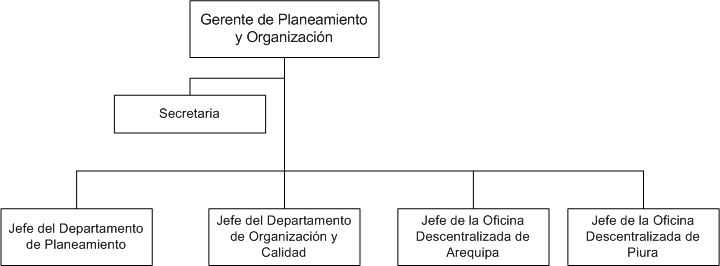 Gerente de Planeamiento
y Organización
Secretaria
Jefe del Departamento
de Planeamiento
Jefe del Departamento
de Organización y
Calidad
Jefe de la Oficina
Descentralizada de
Arequipa
Jefe de la Oficina
Descentralizada de
Piura